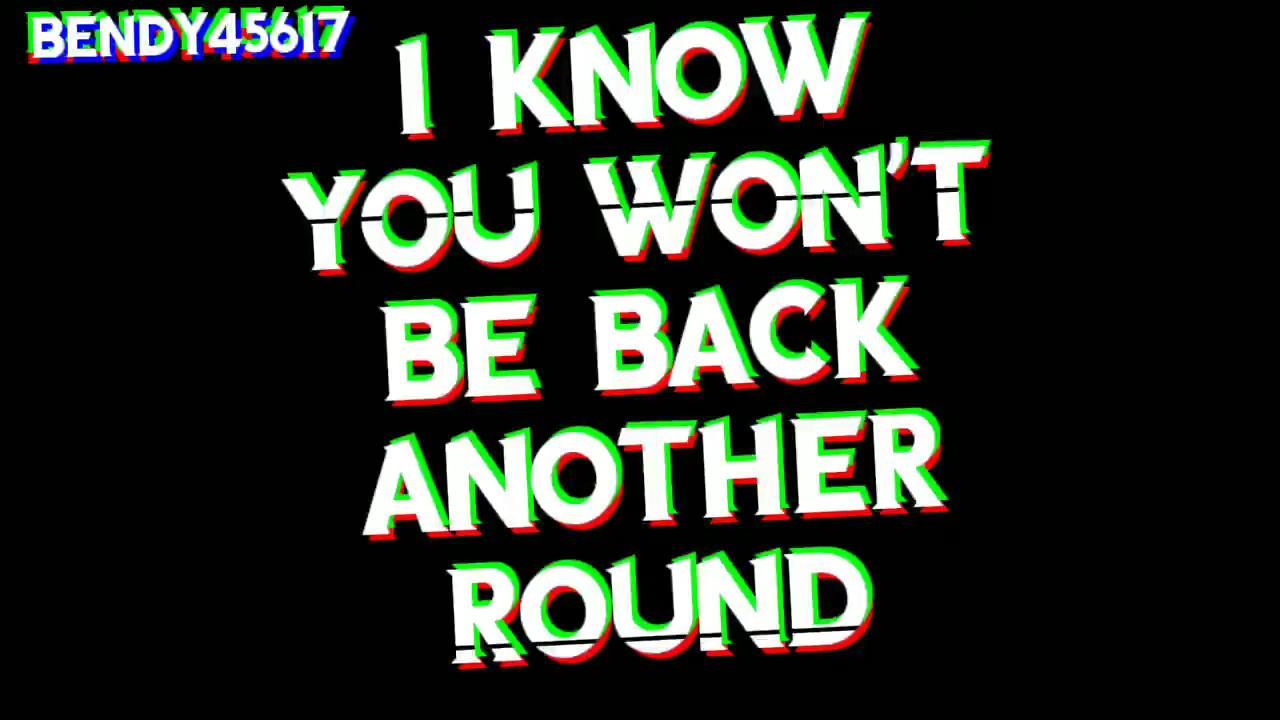 BENDY45617
I KNOW
YOU WON'T
BE BACK
ANOTHER
ROUND